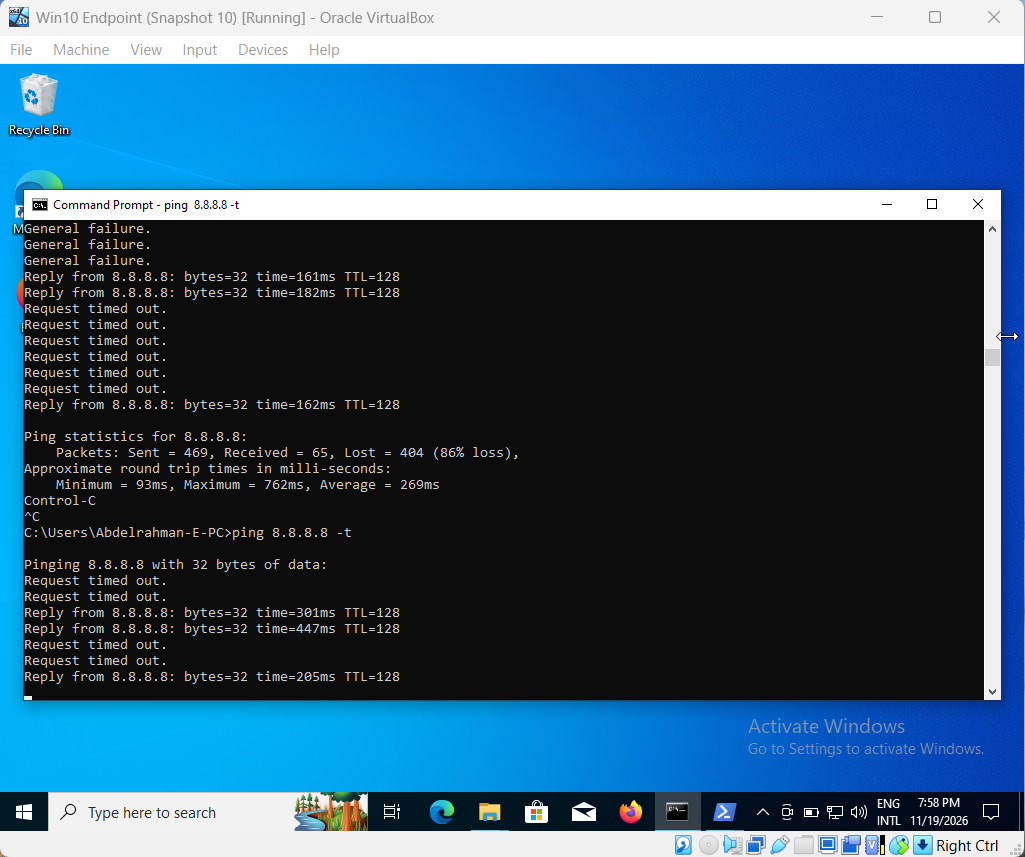 Win10 Endpoint (Snapshot 10) [Running] - Oracle VirtualBox
File Machine View Input Devices Help
Recycle Bin
Command Prompt - ping  8.8.8.8 -t
General failure.
General failure.
General failure.
Reply from 8.8.8.8: bytes=32 time=161ms TTL=128
Reply from 8.8.8.8: bytes=32 time=182ms TTL=128
Request timed out.
Request timed out.
Request timed out.
Request timed out.
Request timed out.
Request timed out.
Reply from 8.8.8.8: bytes=32 time=162ms TTL=128
Ping statistics for 8.8.8.8:
    Packets: Sent = 469, Received = 65, Lost = 404 (86% loss),
Approximate round trip times in milli-seconds:
    Minimum = 93ms, Maximum = 762ms, Average = 269ms
Control-C
^C
C:\Users\Abdelrahman-E-PC>ping 8.8.8.8 -t
Pinging 8.8.8.8 with 32 bytes of data:
Request timed out.
Request timed out.
Reply from 8.8.8.8: bytes=32 time=301ms TTL=128
Reply from 8.8.8.8: bytes=32 time=447ms TTL=128
Request timed out.
Request timed out.
Reply from 8.8.8.8: bytes=32 time=205ms TTL=128
Activate Windows
Go to Settings to activate Windows.
Type here to search
ENG
INTL
7:58 PM
11/19/2026
Right Ctrl